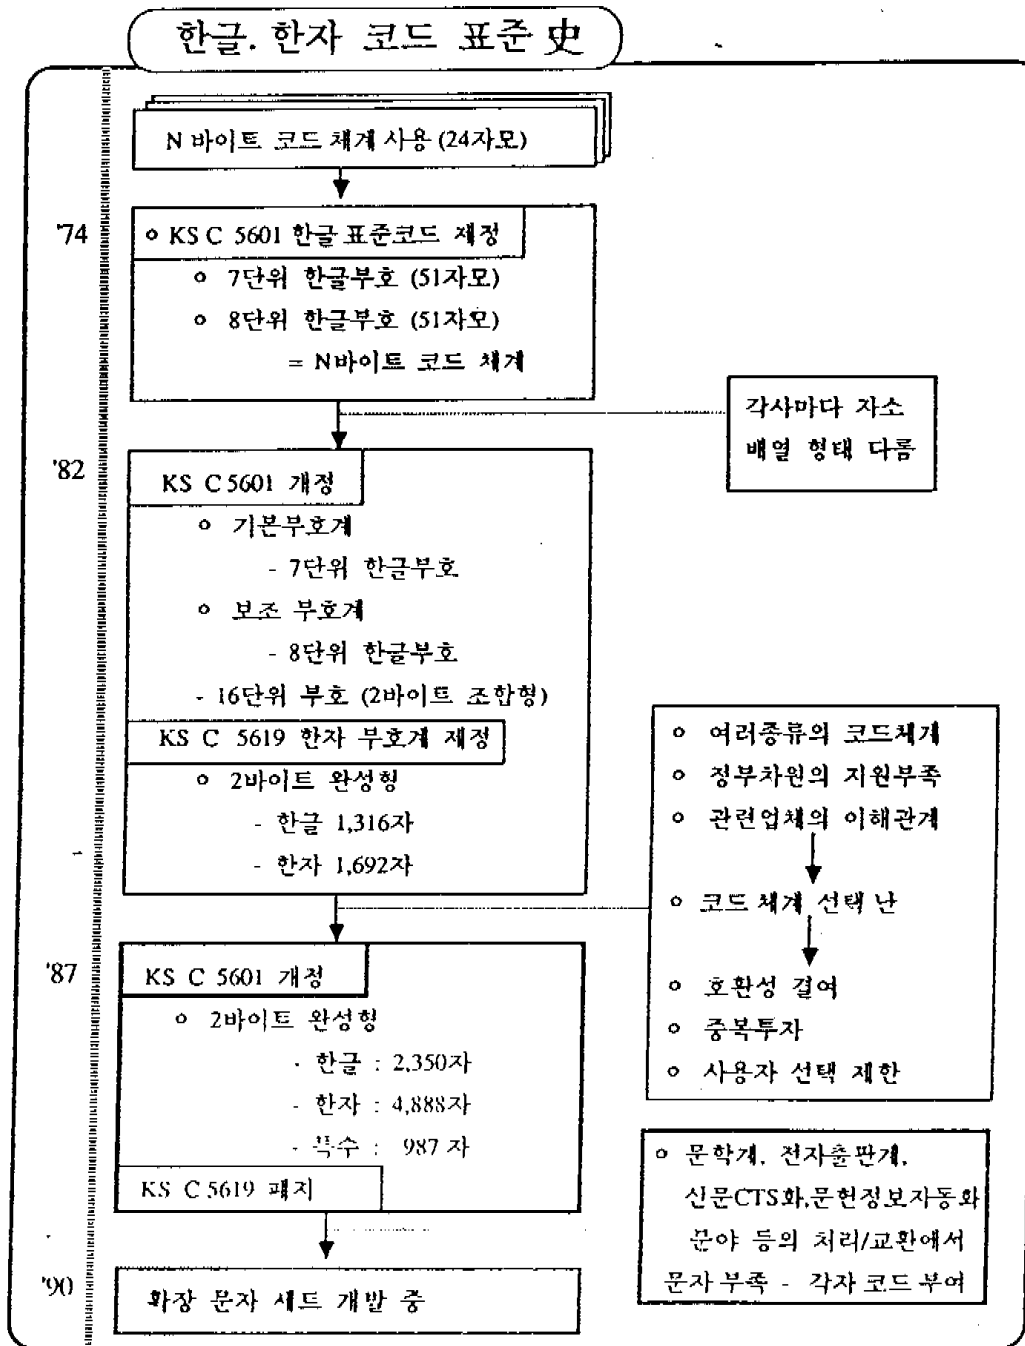 한글. 한자 코드 표준 史
N 바이트 코드 체계 사용 (24자모)
'74
o KS C 5601 한글 표준코드 재정
o 7단위 한글부호 (51자모)
o 8단위 한글부호 (51자모)
= N바이트 코드 체계
각사마다 자소
배열 형태 다름
'82
KS C 5601 개정
o 기본부호계
- 7단위 한글부호
o 보조 부호계
- 8단위 한글부호
- 16단위 부호 (2바이트 조합형)
KS C 5619 한자 부호계 재정
o 2바이트 완성형
- 한글 1,316자
- 한자 1,692자
o 여러종류의 코드체계
o 정부차원의 지원부족
o 관련업체의 이해관계
o 코드 체계 선택 난
o 호환성 결여
o 중복투자
o 사용자 선택 제한
'87
KS C 5601 개정
o 2바이트 완성형
- 한글 : 2,350자
- 한자 : 4,888자
- 특수 : 987 자
KS C 5619 폐지
o 문학계, 전자출판계,
신문CTS화,문헌정보자동화
분야 등의 처리/교환에서
문자 부족 - 각자 코드 부여
'90
확장 문자 세트 개발 중